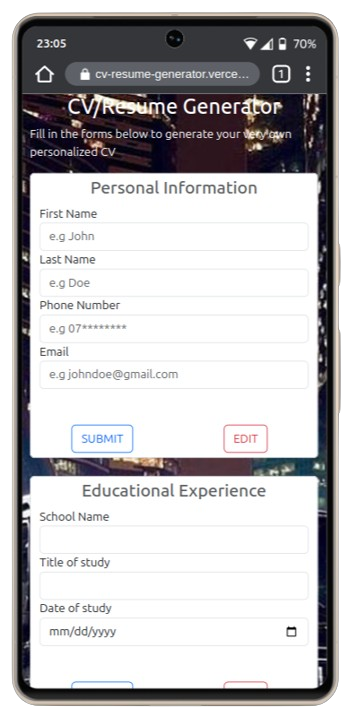 23:05 70%
cv-resume-generator.verce... 1
CV/Resume Generator
Fill in the forms below to generate your very own
personalized CV
Personal Information
First Name
e.g John
Last Name
e.g Doe
Phone Number
e.g 07********
Email
e.g johndoe@gmail.com
SUBMIT EDIT
Educational Experience
School Name
Title of study
Date of study
mm/dd/yyyy